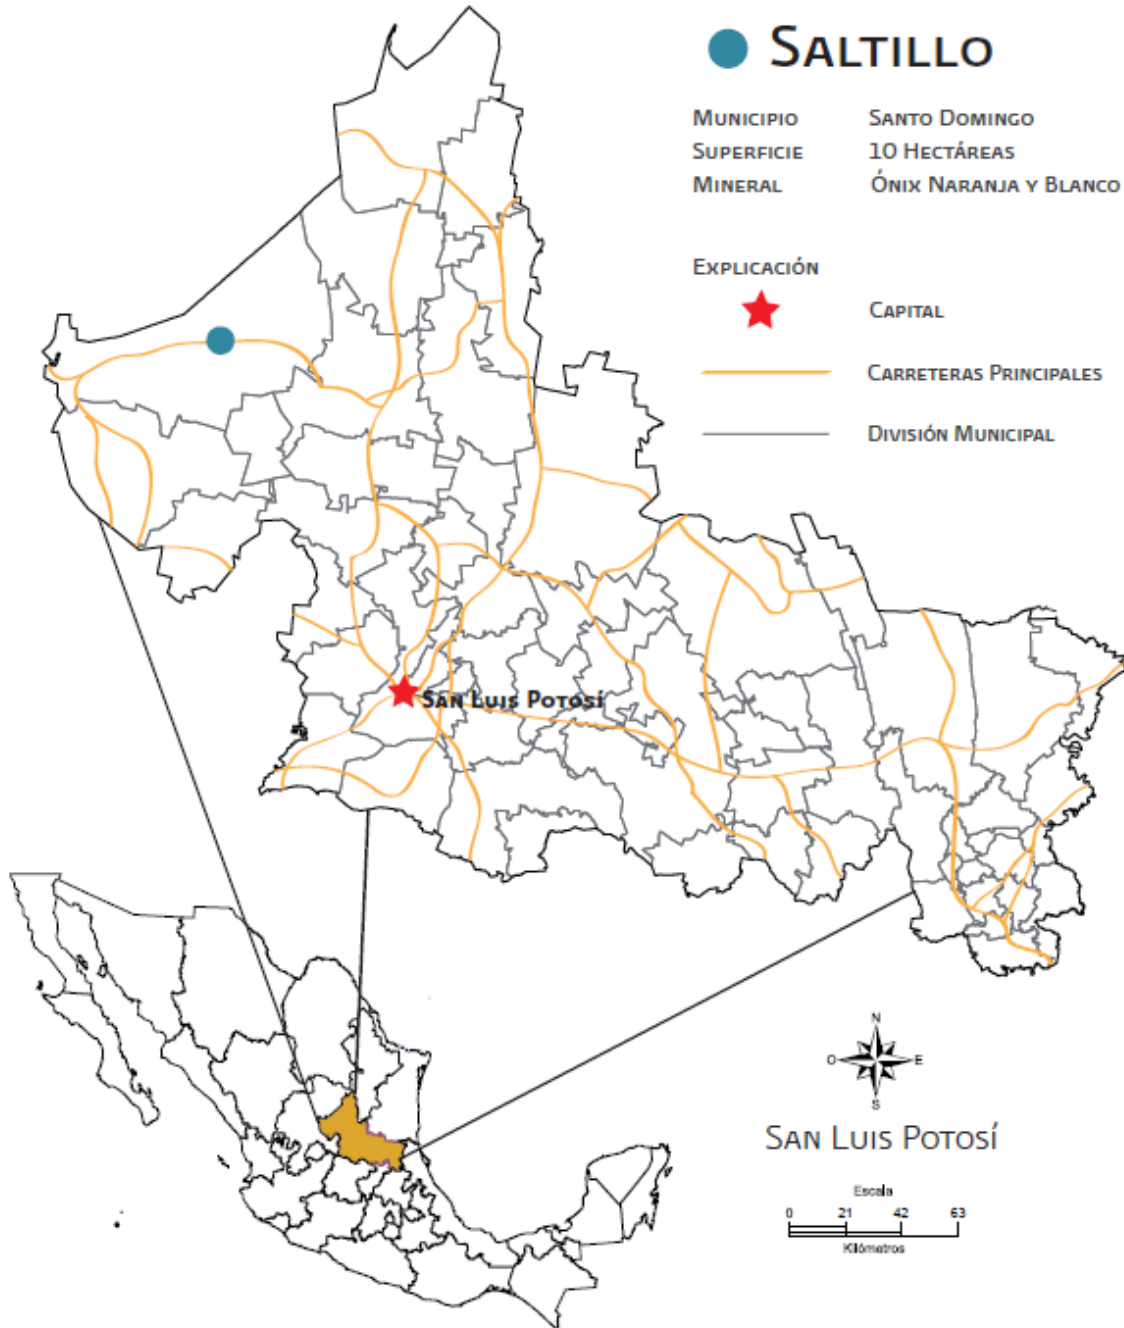 SALTILLO
MUNICIPIO SANTO DOMINGO
SUPERFICIE 10 HECTÁREAS
MINERAL ÓNIX NARANJA Y BLANCO
EXPLICACIÓN
CAPITAL
CARRETERAS PRINCIPALES
DIVISIÓN MUNICIPAL
SAN LUIS POTOSÍ
N
O E
S
SAN LUIS POTOSÍ
Escala
0 21 42 63
Kilómetros